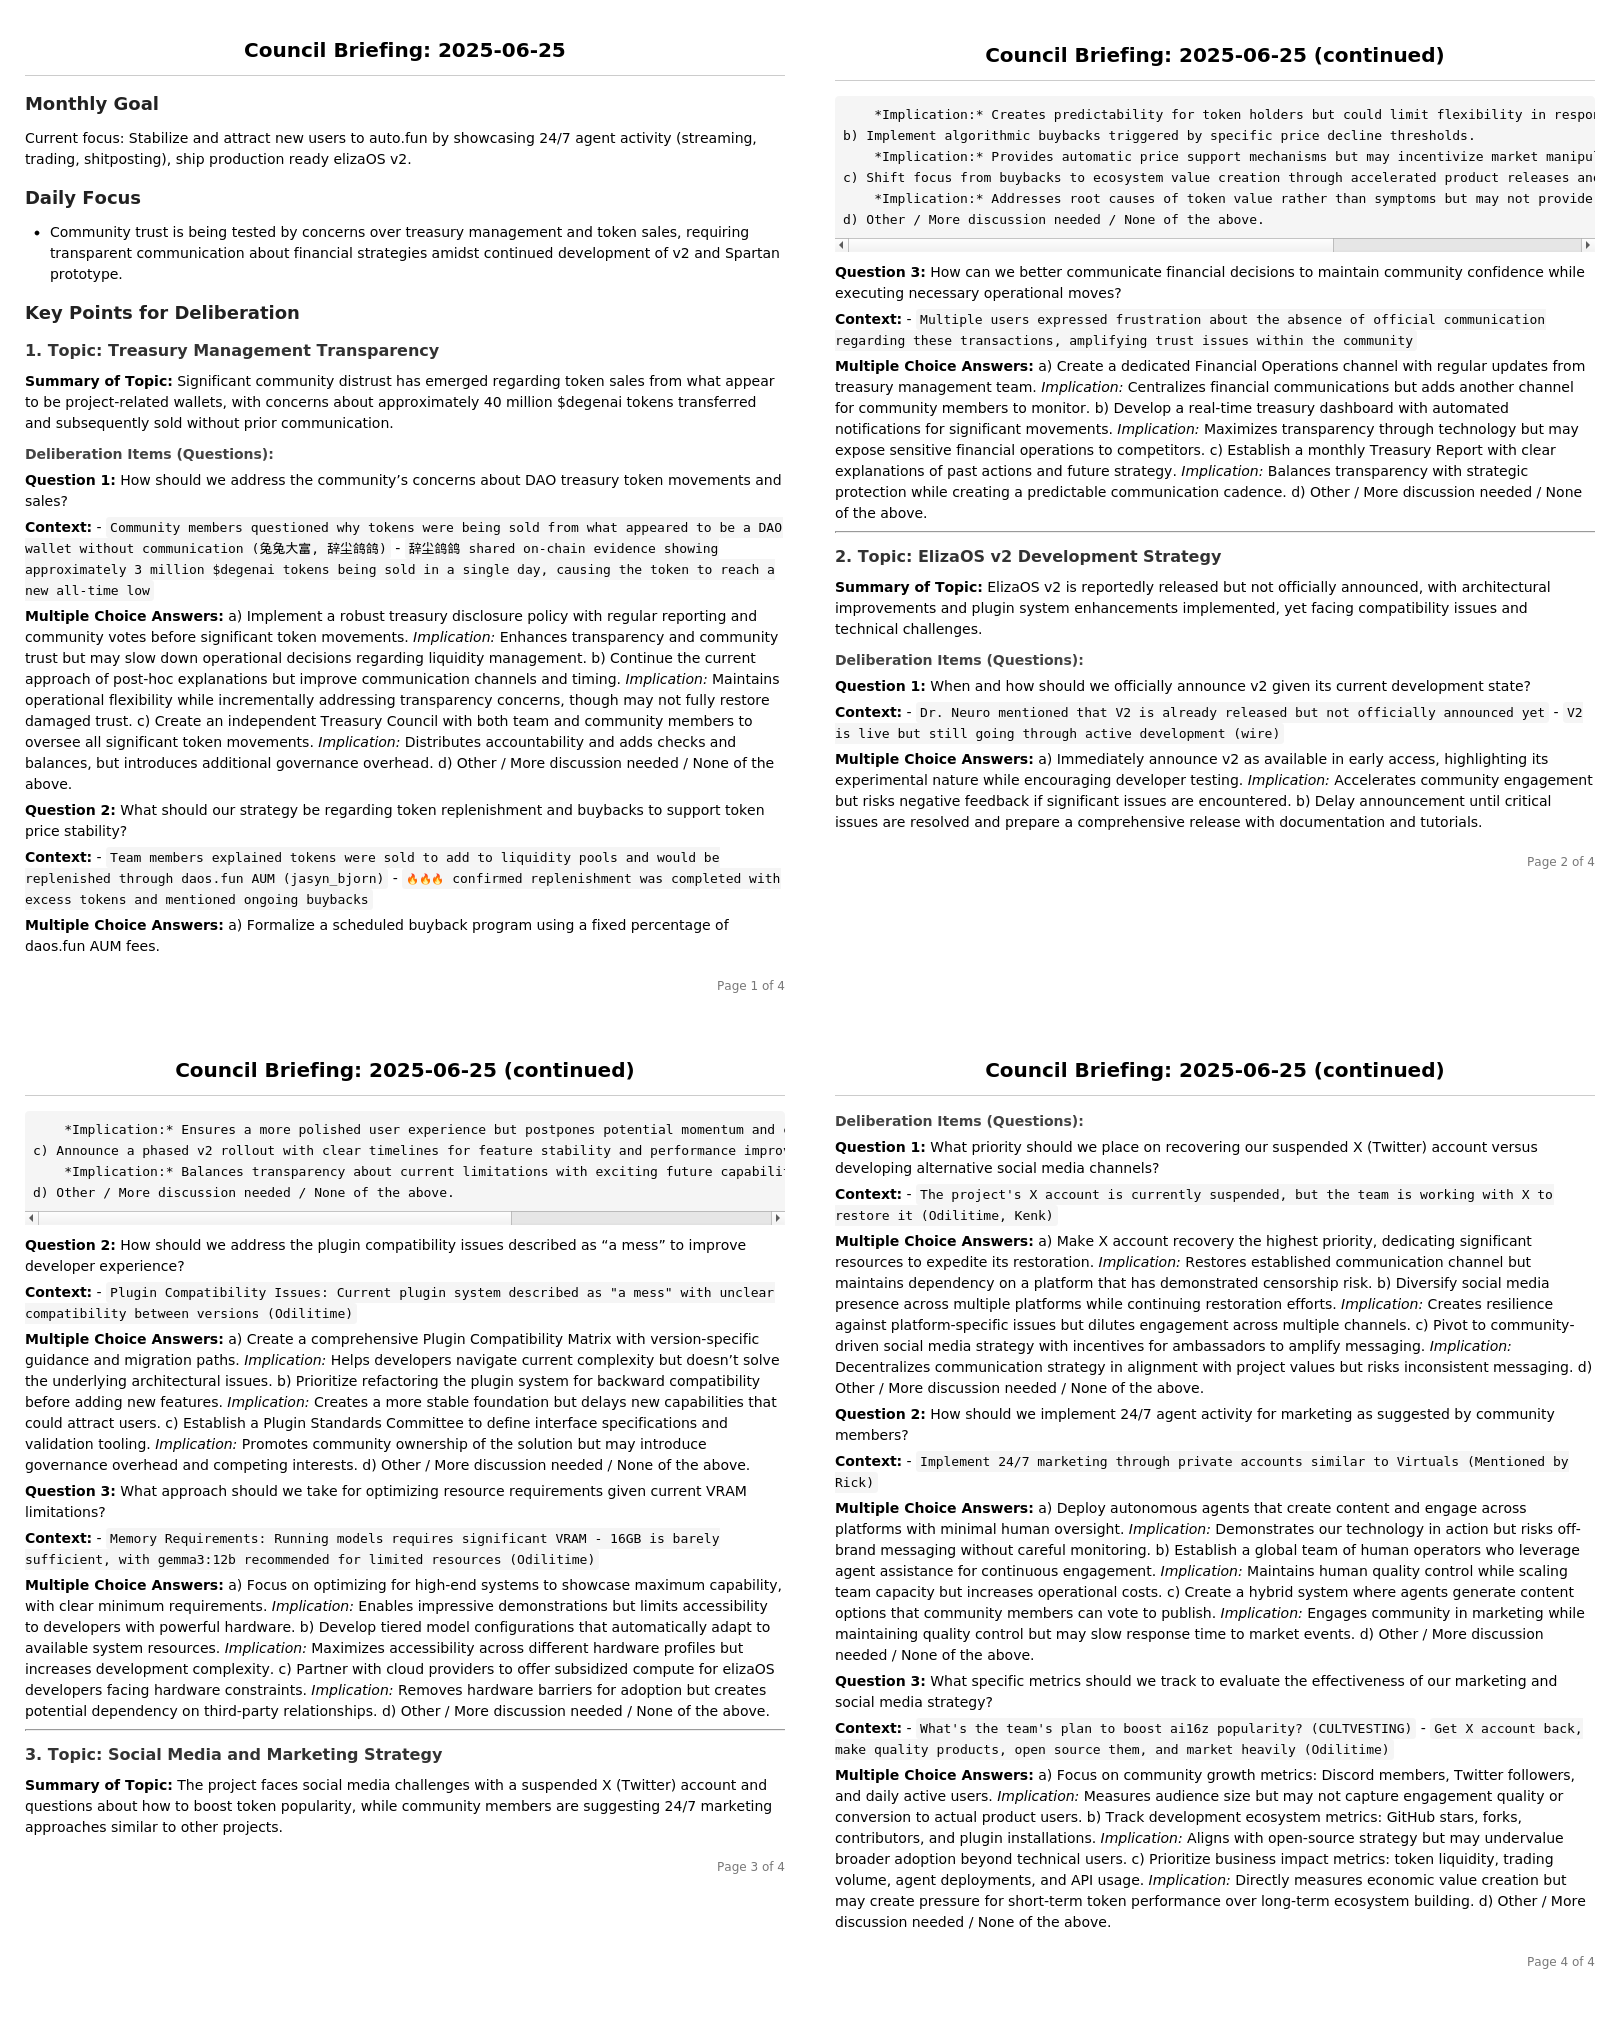 Council Briefing: 2025-06-25
Monthly Goal
Current focus: Stabilize and attract new users to auto.fun by showcasing 24/7 agent activity (streaming,
trading, shitposting), ship production ready elizaOS v2.
Daily Focus
• Community trust is being tested by concerns over treasury management and token sales, requiring
transparent communication about financial strategies amidst continued development of v2 and Spartan
prototype.
Key Points for Deliberation
1. Topic: Treasury Management Transparency
Summary of Topic: Significant community distrust has emerged regarding token sales from what appear
to be project-related wallets, with concerns about approximately 40 million $degenai tokens transferred
and subsequently sold without prior communication.
Deliberation Items (Questions):
Question 1: How should we address the community’s concerns about DAO treasury token movements and
sales?
Context: - Community members questioned why tokens were being sold from what appeared to be a DAO
wallet without communication (兔兔大富, 辞尘鸽鸽) - 辞尘鸽鸽 shared on-chain evidence showing
approximately 3 million $degenai tokens being sold in a single day, causing the token to reach a
new all-time low
Multiple Choice Answers: a) Implement a robust treasury disclosure policy with regular reporting and
community votes before significant token movements. Implication: Enhances transparency and community
trust but may slow down operational decisions regarding liquidity management. b) Continue the current
approach of post-hoc explanations but improve communication channels and timing. Implication: Maintains
operational flexibility while incrementally addressing transparency concerns, though may not fully restore
damaged trust. c) Create an independent Treasury Council with both team and community members to
oversee all significant token movements. Implication: Distributes accountability and adds checks and
balances, but introduces additional governance overhead. d) Other / More discussion needed / None of the
above.
Question 2: What should our strategy be regarding token replenishment and buybacks to support token
price stability?
Context: - Team members explained tokens were sold to add to liquidity pools and would be
replenished through daos.fun AUM (jasyn_bjorn) - 🔥🔥🔥 confirmed replenishment was completed with
excess tokens and mentioned ongoing buybacks
Multiple Choice Answers: a) Formalize a scheduled buyback program using a fixed percentage of
daos.fun AUM fees.
Page 1 of 4
Council Briefing: 2025-06-25 (continued)
*Implication:* Creates predictability for token holders but could limit flexibility in respon
b) Implement algorithmic buybacks triggered by specific price decline thresholds.
*Implication:* Provides automatic price support mechanisms but may incentivize market manipul
c) Shift focus from buybacks to ecosystem value creation through accelerated product releases and
*Implication:* Addresses root causes of token value rather than symptoms but may not provide
d) Other / More discussion needed / None of the above.
Question 3: How can we better communicate financial decisions to maintain community confidence while
executing necessary operational moves?
Context: - Multiple users expressed frustration about the absence of official communication
regarding these transactions, amplifying trust issues within the community
Multiple Choice Answers: a) Create a dedicated Financial Operations channel with regular updates from
treasury management team. Implication: Centralizes financial communications but adds another channel
for community members to monitor. b) Develop a real-time treasury dashboard with automated
notifications for significant movements. Implication: Maximizes transparency through technology but may
expose sensitive financial operations to competitors. c) Establish a monthly Treasury Report with clear
explanations of past actions and future strategy. Implication: Balances transparency with strategic
protection while creating a predictable communication cadence. d) Other / More discussion needed / None
of the above.
2. Topic: ElizaOS v2 Development Strategy
Summary of Topic: ElizaOS v2 is reportedly released but not officially announced, with architectural
improvements and plugin system enhancements implemented, yet facing compatibility issues and
technical challenges.
Deliberation Items (Questions):
Question 1: When and how should we officially announce v2 given its current development state?
Context: - Dr. Neuro mentioned that V2 is already released but not officially announced yet - V2
is live but still going through active development (wire)
Multiple Choice Answers: a) Immediately announce v2 as available in early access, highlighting its
experimental nature while encouraging developer testing. Implication: Accelerates community engagement
but risks negative feedback if significant issues are encountered. b) Delay announcement until critical
issues are resolved and prepare a comprehensive release with documentation and tutorials.
Page 2 of 4
Council Briefing: 2025-06-25 (continued)
*Implication:* Ensures a more polished user experience but postpones potential momentum and
c) Announce a phased v2 rollout with clear timelines for feature stability and performance improv
*Implication:* Balances transparency about current limitations with exciting future capabilit
d) Other / More discussion needed / None of the above.
Question 2: How should we address the plugin compatibility issues described as “a mess” to improve
developer experience?
Context: - Plugin Compatibility Issues: Current plugin system described as "a mess" with unclear
compatibility between versions (Odilitime)
Multiple Choice Answers: a) Create a comprehensive Plugin Compatibility Matrix with version-specific
guidance and migration paths. Implication: Helps developers navigate current complexity but doesn’t solve
the underlying architectural issues. b) Prioritize refactoring the plugin system for backward compatibility
before adding new features. Implication: Creates a more stable foundation but delays new capabilities that
could attract users. c) Establish a Plugin Standards Committee to define interface specifications and
validation tooling. Implication: Promotes community ownership of the solution but may introduce
governance overhead and competing interests. d) Other / More discussion needed / None of the above.
Question 3: What approach should we take for optimizing resource requirements given current VRAM
limitations?
Context: - Memory Requirements: Running models requires significant VRAM - 16GB is barely
sufficient, with gemma3:12b recommended for limited resources (Odilitime)
Multiple Choice Answers: a) Focus on optimizing for high-end systems to showcase maximum capability,
with clear minimum requirements. Implication: Enables impressive demonstrations but limits accessibility
to developers with powerful hardware. b) Develop tiered model configurations that automatically adapt to
available system resources. Implication: Maximizes accessibility across different hardware profiles but
increases development complexity. c) Partner with cloud providers to offer subsidized compute for elizaOS
developers facing hardware constraints. Implication: Removes hardware barriers for adoption but creates
potential dependency on third-party relationships. d) Other / More discussion needed / None of the above.
3. Topic: Social Media and Marketing Strategy
Summary of Topic: The project faces social media challenges with a suspended X (Twitter) account and
questions about how to boost token popularity, while community members are suggesting 24/7 marketing
approaches similar to other projects.
Page 3 of 4
Council Briefing: 2025-06-25 (continued)
Deliberation Items (Questions):
Question 1: What priority should we place on recovering our suspended X (Twitter) account versus
developing alternative social media channels?
Context: - The project's X account is currently suspended, but the team is working with X to
restore it (Odilitime, Kenk)
Multiple Choice Answers: a) Make X account recovery the highest priority, dedicating significant
resources to expedite its restoration. Implication: Restores established communication channel but
maintains dependency on a platform that has demonstrated censorship risk. b) Diversify social media
presence across multiple platforms while continuing restoration efforts. Implication: Creates resilience
against platform-specific issues but dilutes engagement across multiple channels. c) Pivot to community-
driven social media strategy with incentives for ambassadors to amplify messaging. Implication:
Decentralizes communication strategy in alignment with project values but risks inconsistent messaging. d)
Other / More discussion needed / None of the above.
Question 2: How should we implement 24/7 agent activity for marketing as suggested by community
members?
Context: - Implement 24/7 marketing through private accounts similar to Virtuals (Mentioned by
Rick)
Multiple Choice Answers: a) Deploy autonomous agents that create content and engage across
platforms with minimal human oversight. Implication: Demonstrates our technology in action but risks off-
brand messaging without careful monitoring. b) Establish a global team of human operators who leverage
agent assistance for continuous engagement. Implication: Maintains human quality control while scaling
team capacity but increases operational costs. c) Create a hybrid system where agents generate content
options that community members can vote to publish. Implication: Engages community in marketing while
maintaining quality control but may slow response time to market events. d) Other / More discussion
needed / None of the above.
Question 3: What specific metrics should we track to evaluate the effectiveness of our marketing and
social media strategy?
Context: - What's the team's plan to boost ai16z popularity? (CULTVESTING) - Get X account back,
make quality products, open source them, and market heavily (Odilitime)
Multiple Choice Answers: a) Focus on community growth metrics: Discord members, Twitter followers,
and daily active users. Implication: Measures audience size but may not capture engagement quality or
conversion to actual product users. b) Track development ecosystem metrics: GitHub stars, forks,
contributors, and plugin installations. Implication: Aligns with open-source strategy but may undervalue
broader adoption beyond technical users. c) Prioritize business impact metrics: token liquidity, trading
volume, agent deployments, and API usage. Implication: Directly measures economic value creation but
may create pressure for short-term token performance over long-term ecosystem building. d) Other / More
discussion needed / None of the above.
Page 4 of 4